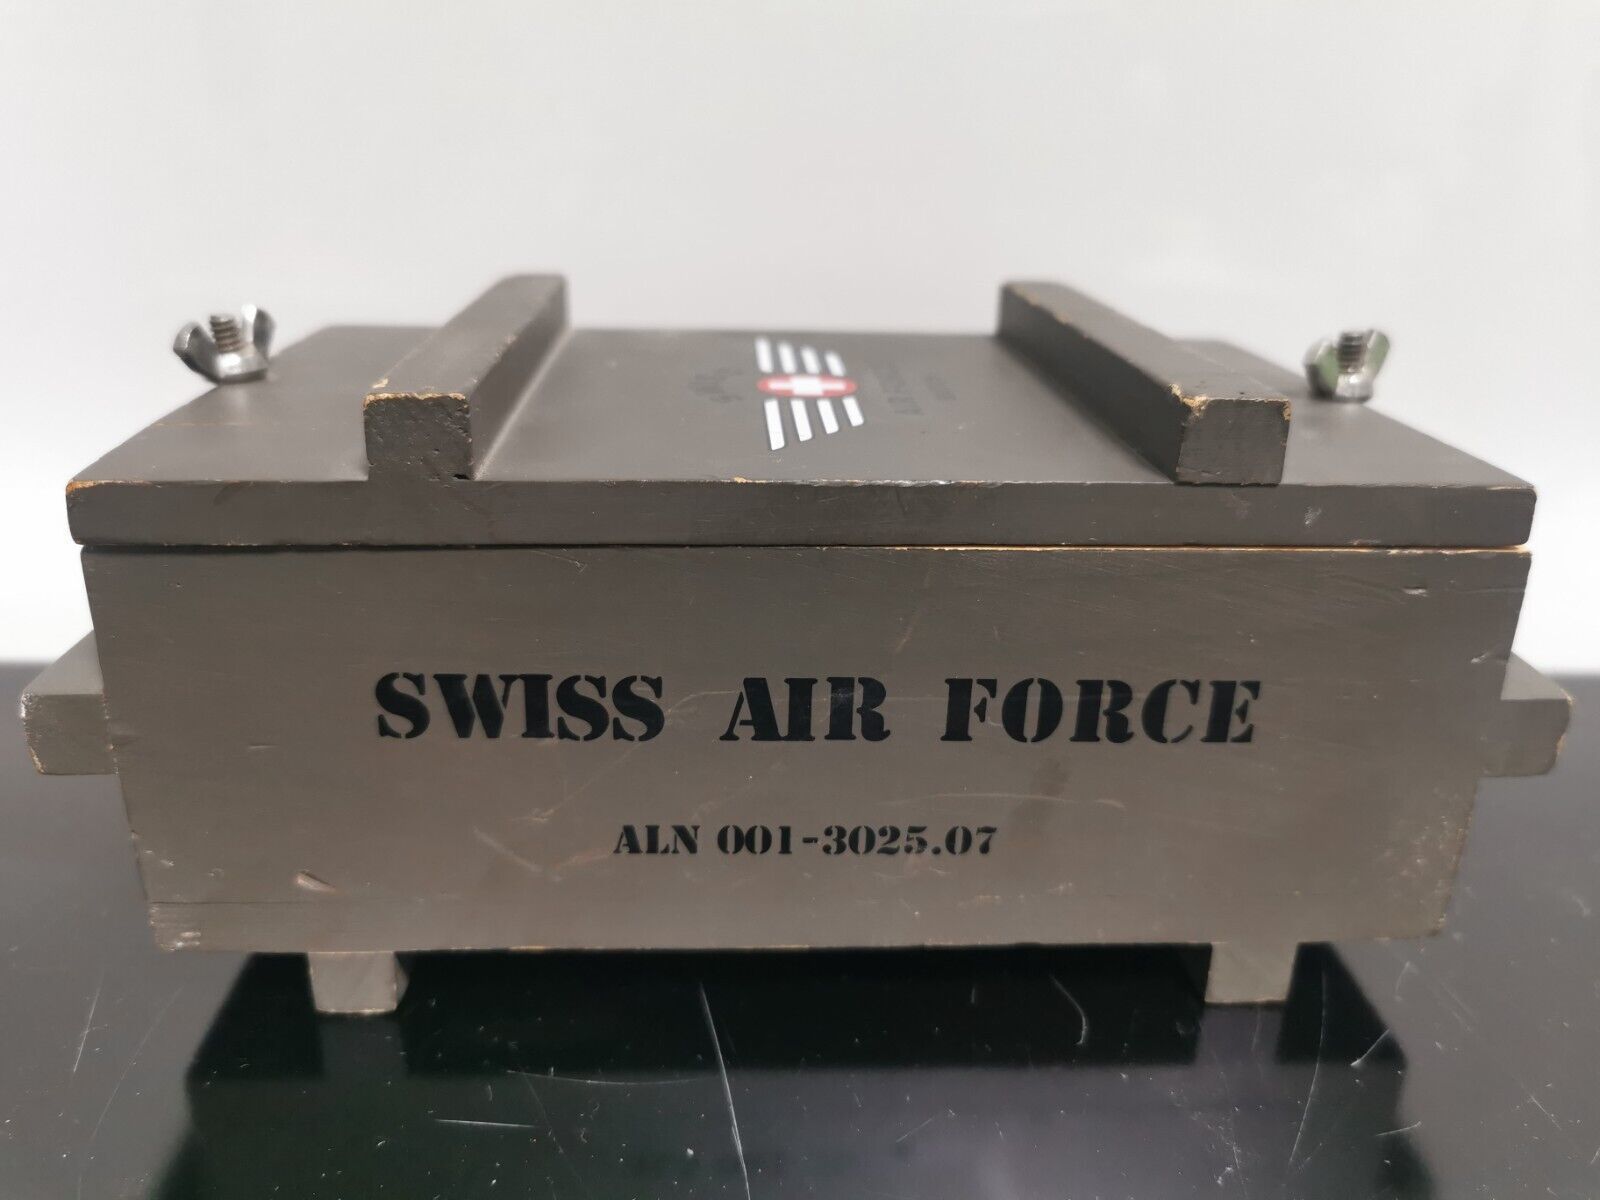 SWISS AIR FORCE
ALN 001-3025.07